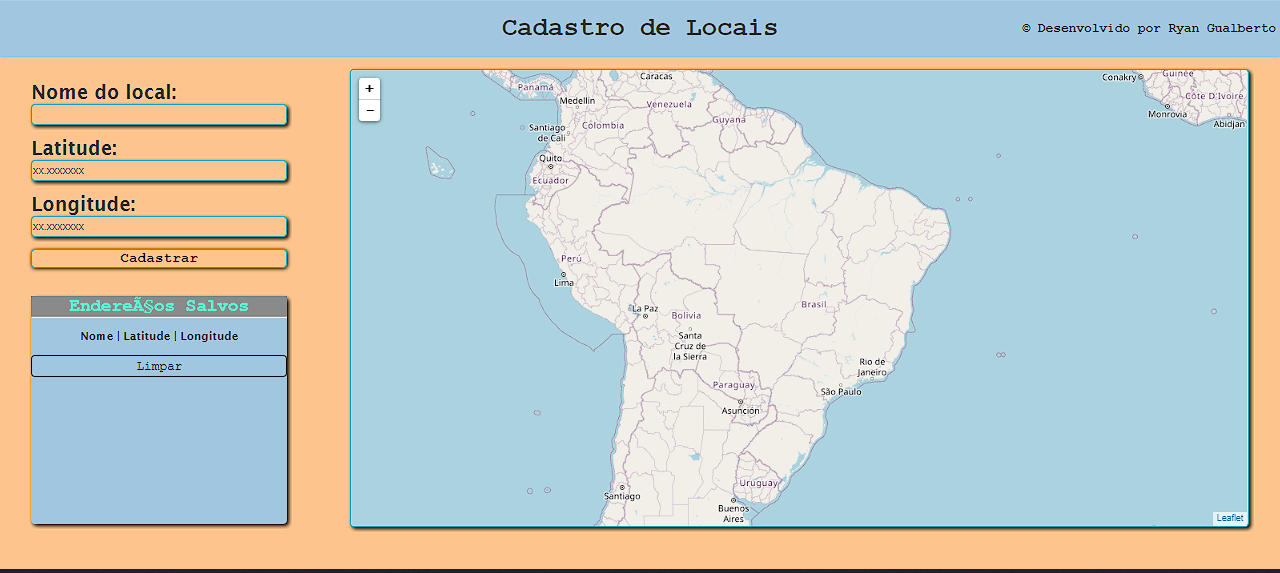 Cadastro de Locais
© Desenvolvido por Ryan Gualberto
Nome do local:
Latitude:
xx.xxxxxxx
Longitude:
xx.xxxxxxx
Cadastrar
EndereÃ§os Salvos
Nome | Latitude | Longitude
Limpar
+
−
Caracas
Panamá
Medellín
Venezuela
Guyana
Colombia
Santiago
de Cali
Quito
Ecuador
Perú
Lima
La Paz
Bolivia
Santa
Cruz de
la Sierra
Brasil
Rio de
Janeiro
São Paulo
Paraguay
Asunción
Uruguay
Santiago
Buenos
Aires
Conakry
Guinée
Côte D'Ivoire
Monrovia
Abidjan
Leaflet